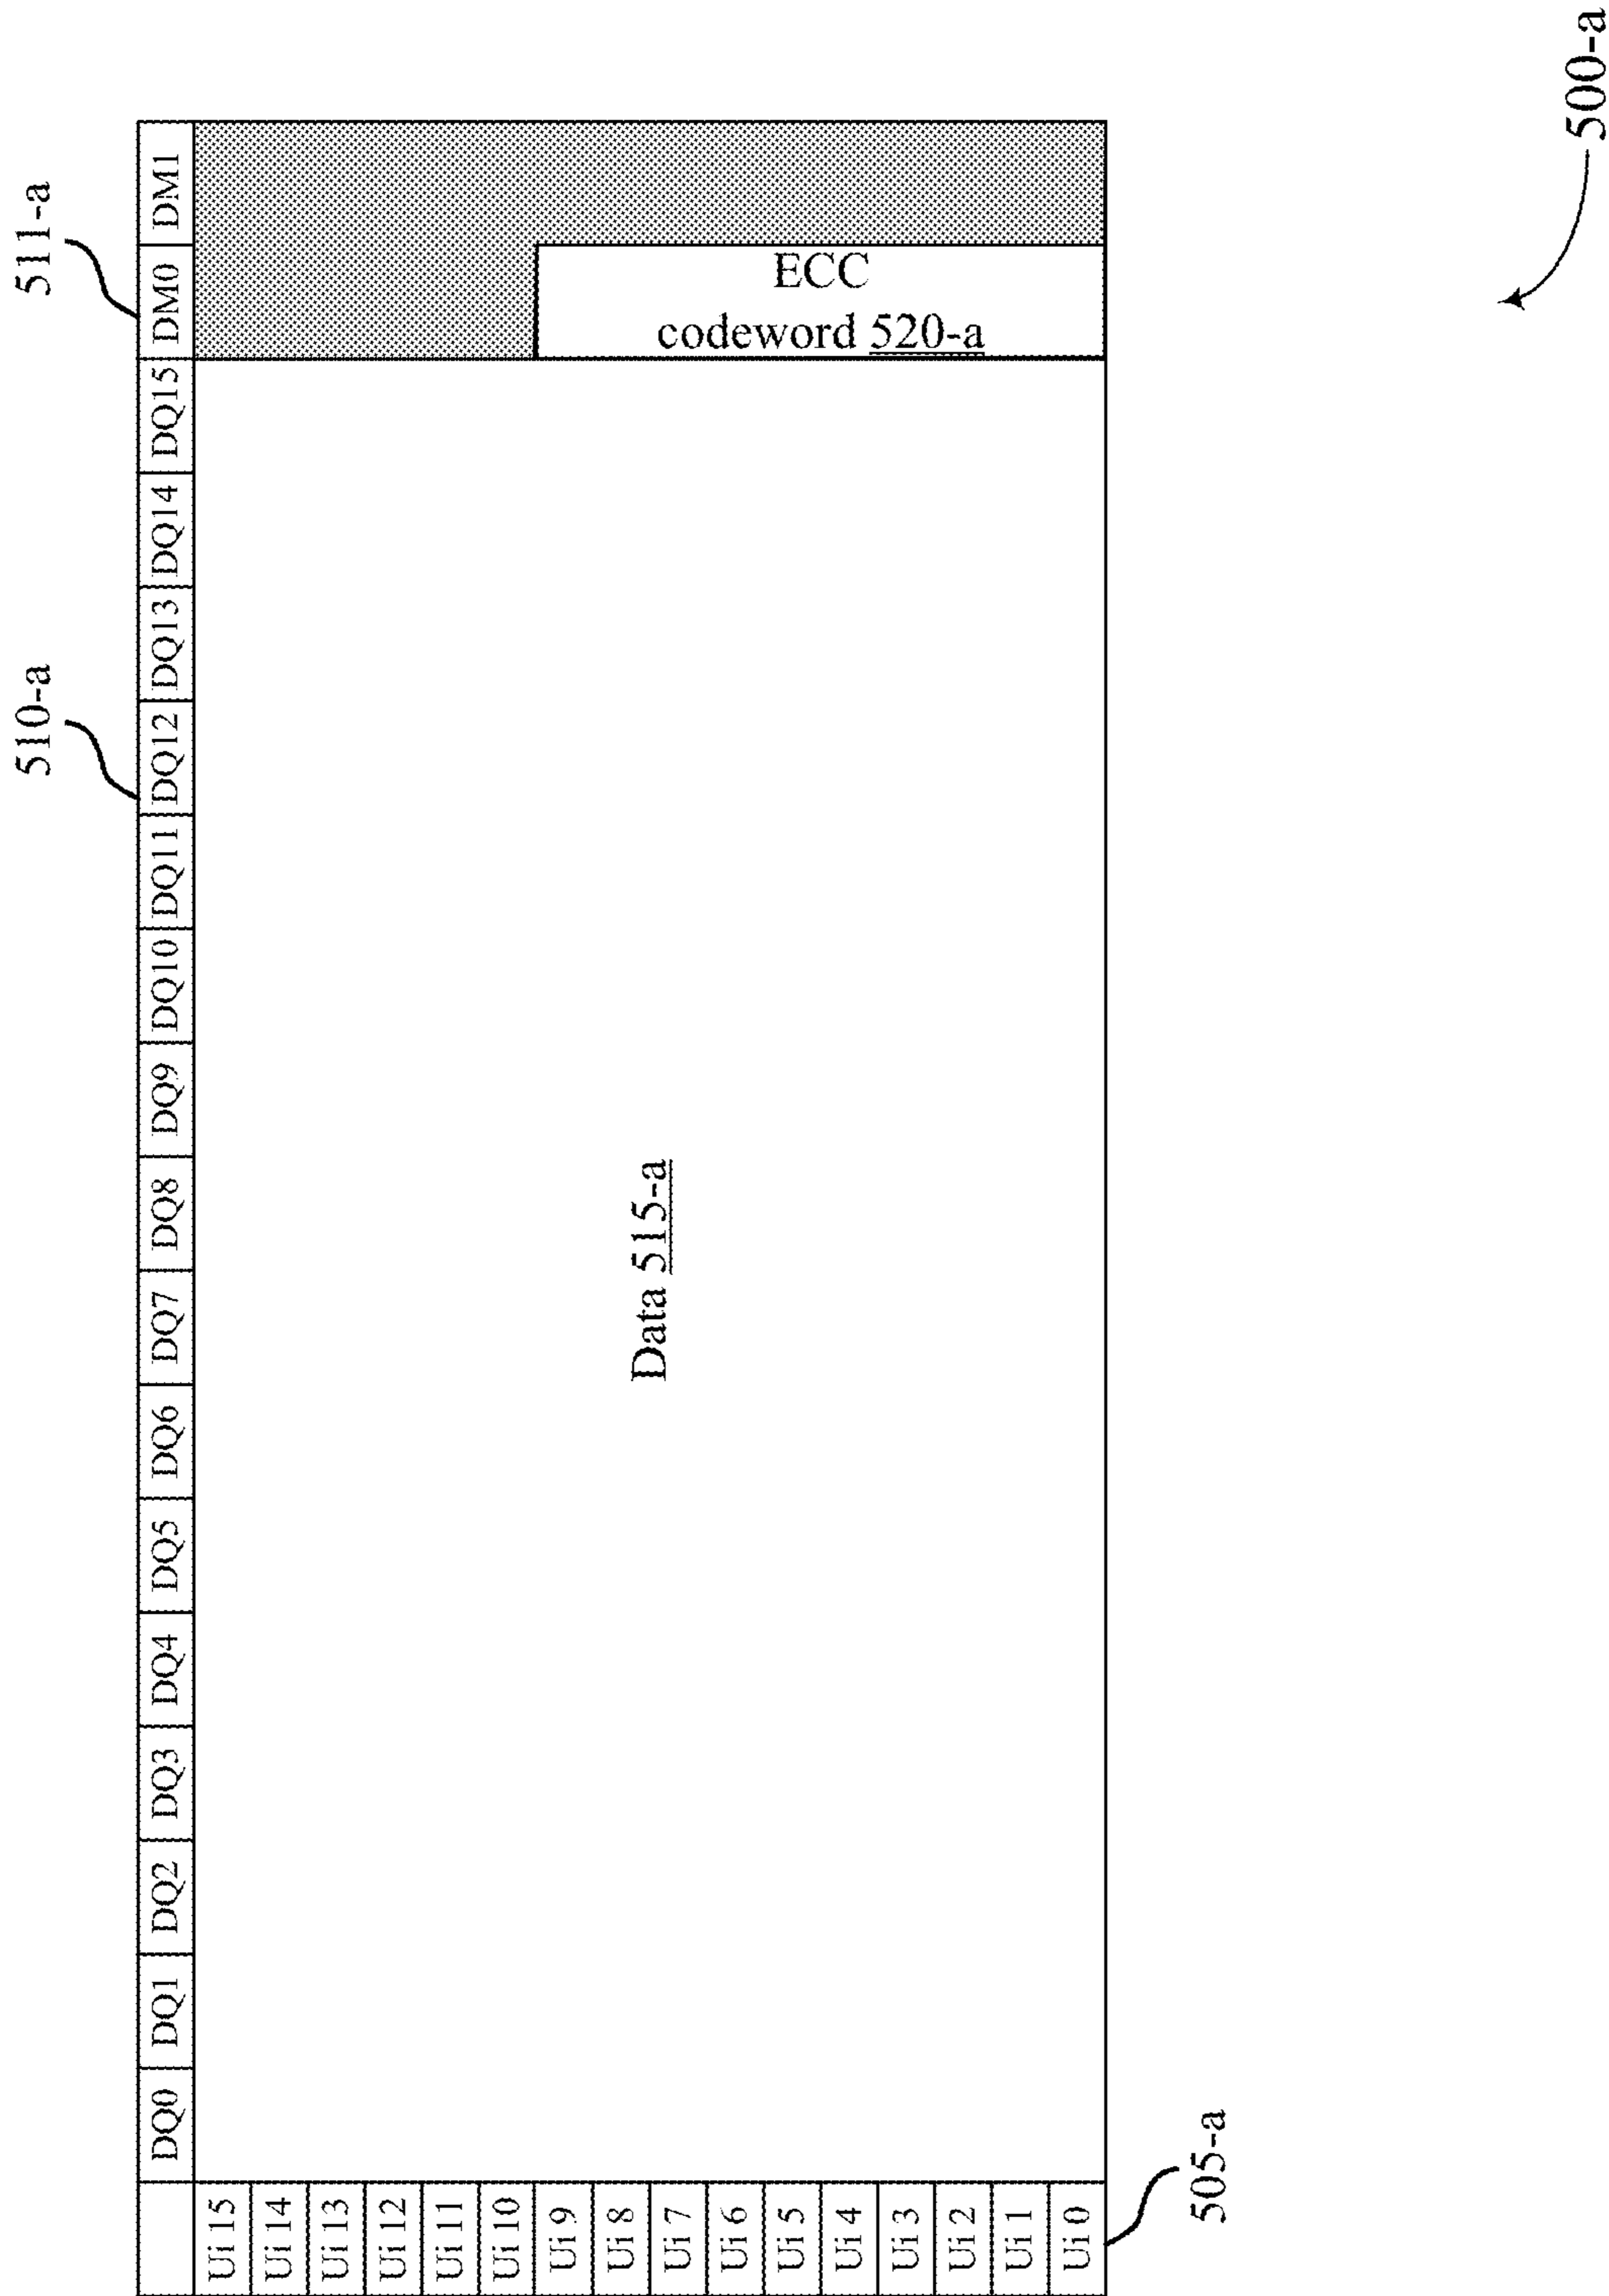 510-a
511-a
DQ0 DQ1 DQ2 DQ3 DQ4 DQ5 DQ6 DQ7 DQ8 DQ9 DQ10 DQ11 DQ12 DQ13 DQ14 DQ15 DM0 DM1
Ui 15
Ui 14
Ui 13
Ui 12
Ui 11
Ui 10
Ui 9
Ui 8
Ui 7
Ui 6
Ui 5
Ui 4
Ui 3
Ui 2
Ui 1
Ui 0
Data 515-a
ECC
codeword 520-a
505-a
500-a